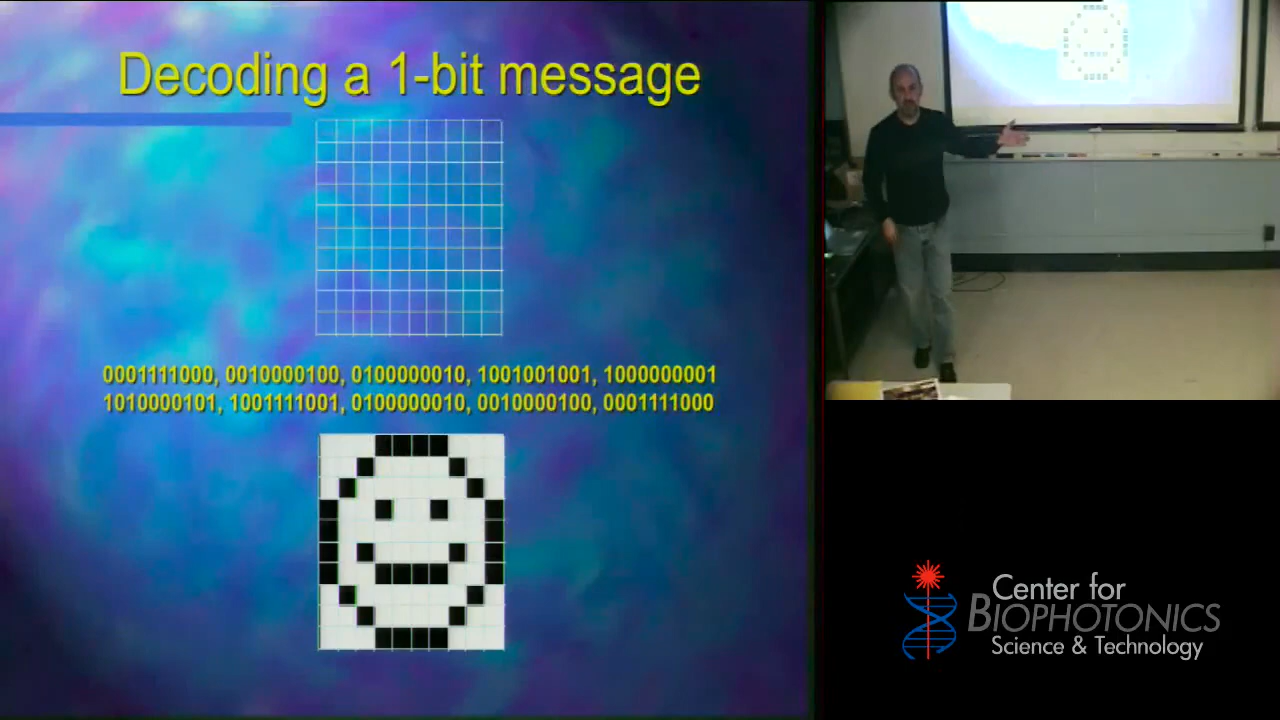 Decoding a 1-bit message
0001111000, 0010000100, 0100000010, 1001001001, 1000000001
1010000101, 1001111001, 0100000010, 0010000100, 0001111000
Center for
BIOPHOTONICS
Science & Technology